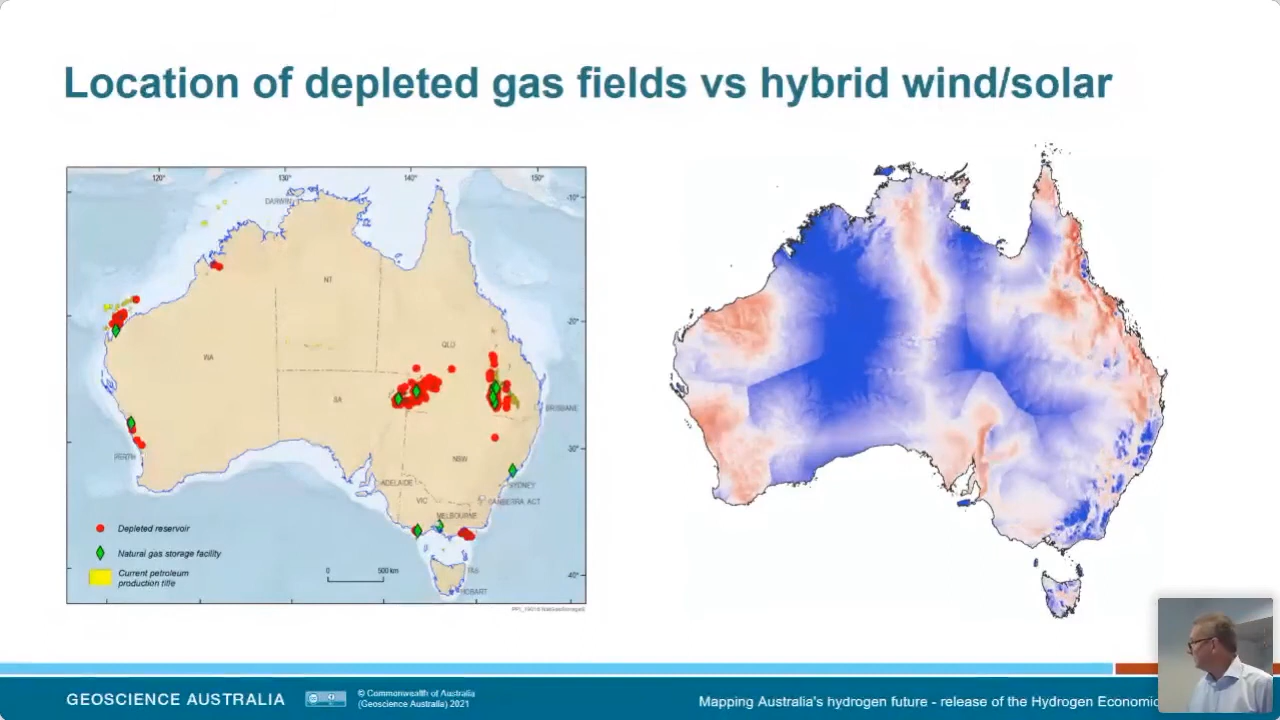 Location of depleted gas fields vs hybrid wind/solar
120°
130°
140°
150°
-10°
DARWIN
NT
-20°
QLD
WA
SA
BRISBANE
-30°
NSW
PERTH
SYDNEY
ADELAIDE
CANBERRA ACT
VIC
MELBOURNE
Depleted reservoir
Natural gas storage facility
Current petroleum
production title
0 500 km
-40°
TAS
HOBART
GEOSCIENCE AUSTRALIA
© Commonwealth of Australia
(Geoscience Australia) 2021
Mapping Australia's hydrogen future - release of the Hydrogen Economic